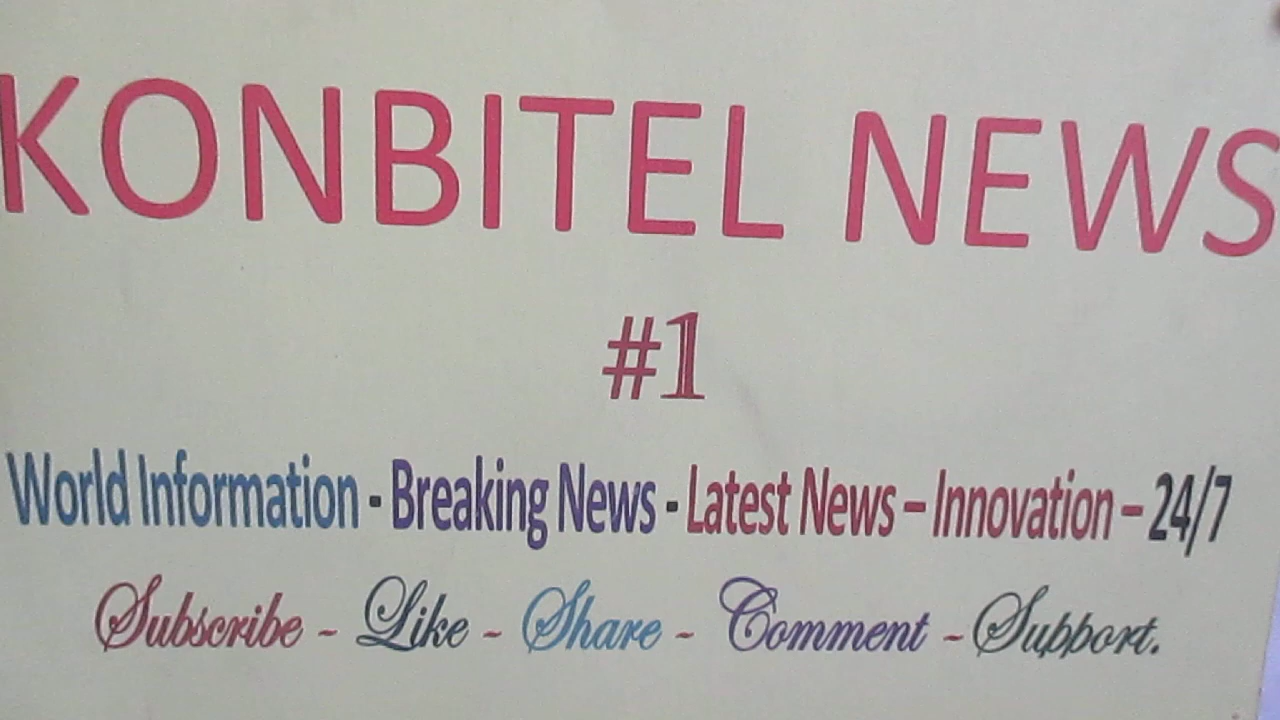 KONBITEL NEWS
#1
World Information - Breaking News - Latest News – Innovation – 24/7
Subscribe ~ Like ~ Share ~ Comment ~ Support.